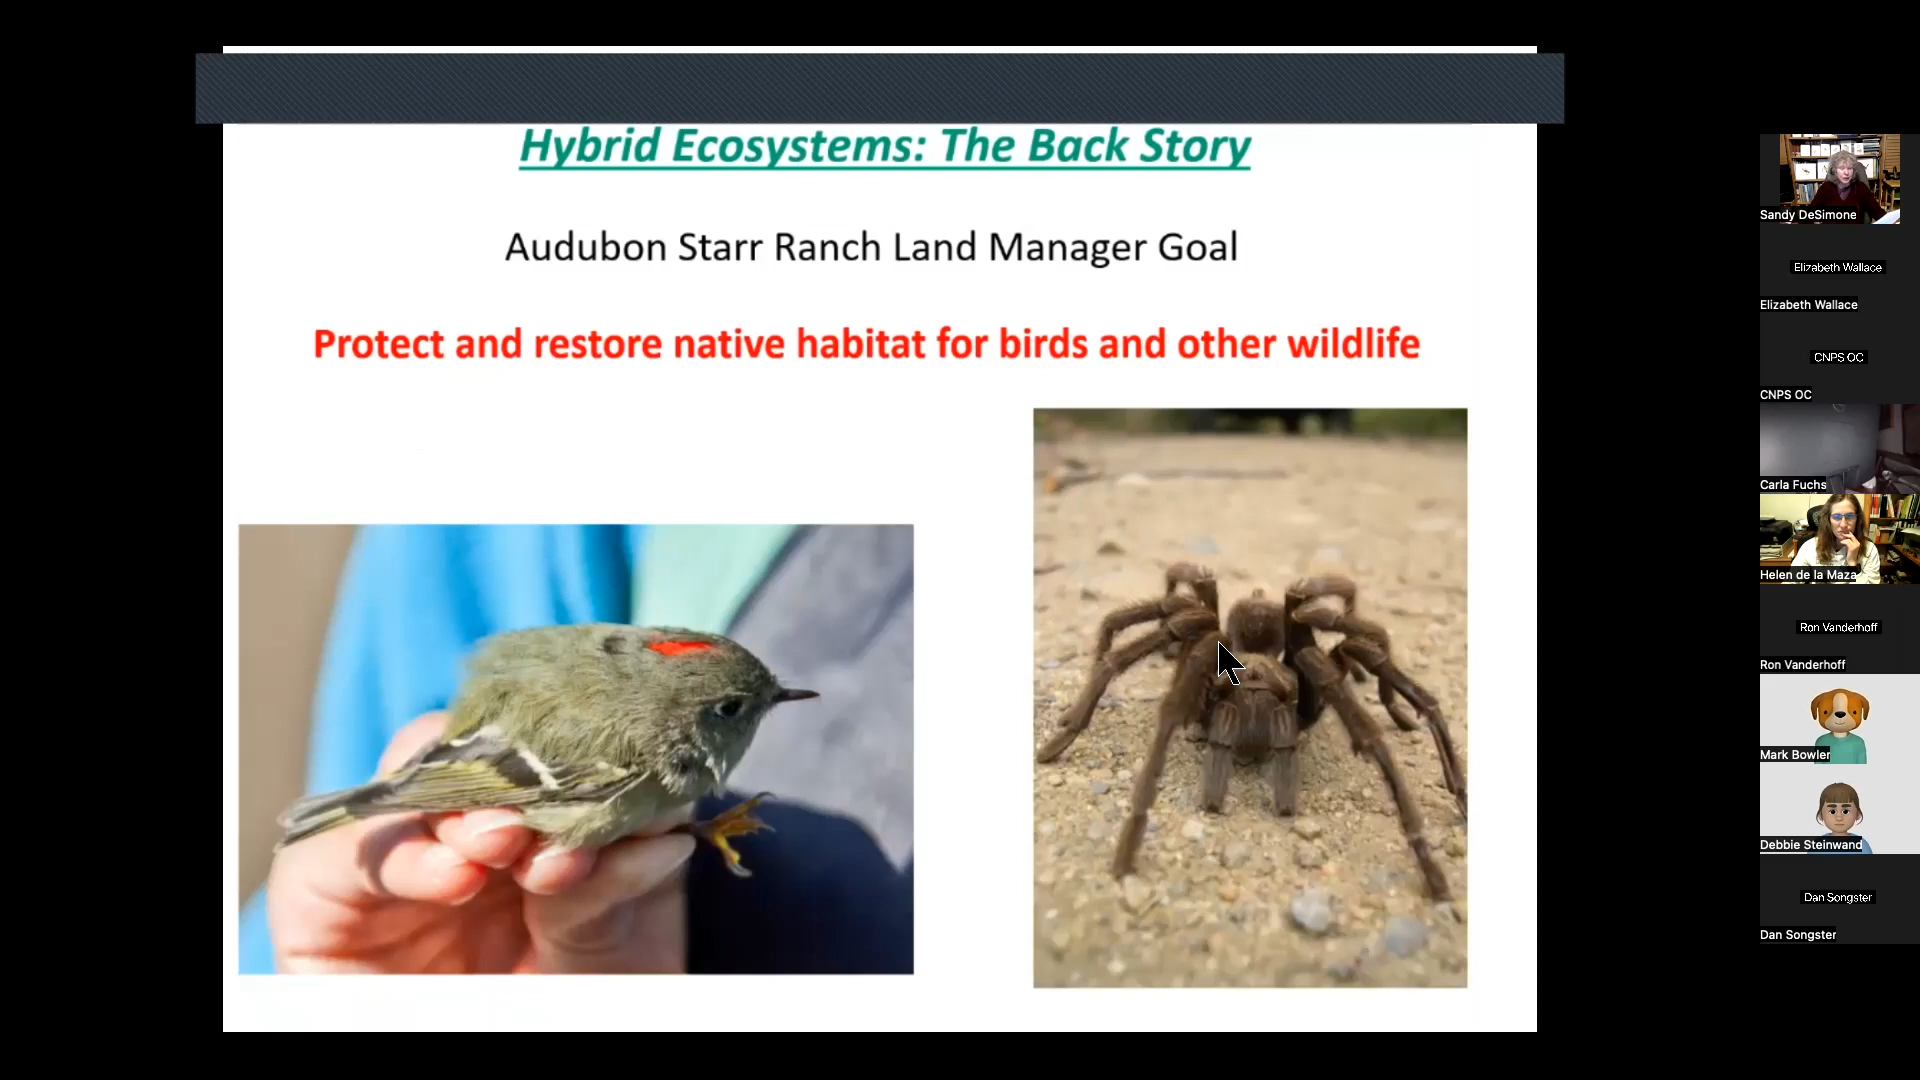 Hybrid Ecosystems: The Back Story
Audubon Starr Ranch Land Manager Goal
Protect and restore native habitat for birds and other wildlife
Sandy DeSimone
Elizabeth Wallace
Elizabeth Wallace
CNPS OC
CNPS OC
Carla Fuchs
Helen de la Maza
Ron Vanderhoff
Ron Vanderhoff
Mark Bowler
Debbie Steinwand
Dan Songster
Dan Songster